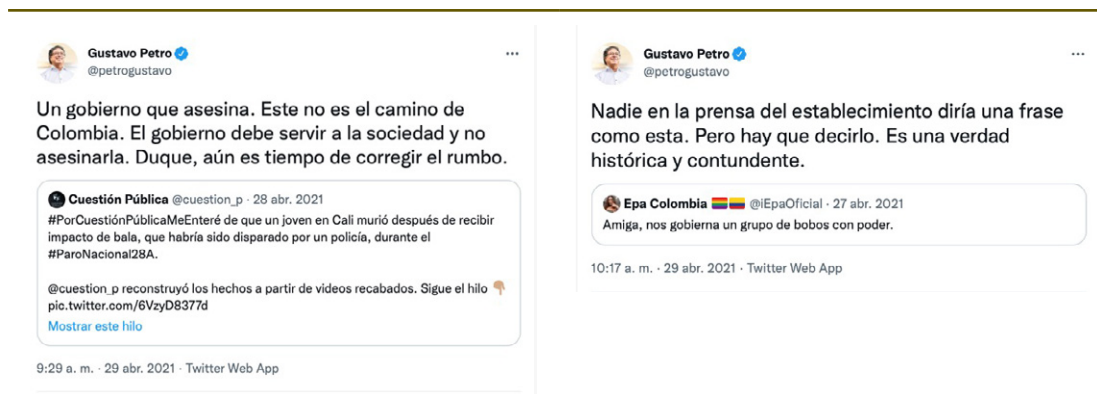 Gustavo Petro
@petrogustavo
Un gobierno que asesina. Este no es el camino de
Colombia. El gobierno debe servir a la sociedad y no
asesinarla. Duque, aún es tiempo de corregir el rumbo.
Cuestión Pública @cuestion_p · 28 abr. 2021
#PorCuestiónPúblicaMeEnteré de que un joven en Cali murió después de recibir
impacto de bala, que habría sido disparado por un policía, durante el
#ParoNacional28A.
@cuestion_p reconstruyó los hechos a partir de videos recabados. Sigue el hilo 👇🏽
pic.twitter.com/6VzyD8377d
Mostrar este hilo
9:29 a. m. · 29 abr. 2021 · Twitter Web App
Gustavo Petro
@petrogustavo
Nadie en la prensa del establecimiento diría una frase
como esta. Pero hay que decirlo. Es una verdad
histórica y contundente.
Epa Colombia 🏳️‍🌈🇨🇴 @iEpaOficial · 27 abr. 2021
Amiga, nos gobierna un grupo de bobos con poder.
10:17 a. m. · 29 abr. 2021 · Twitter Web App